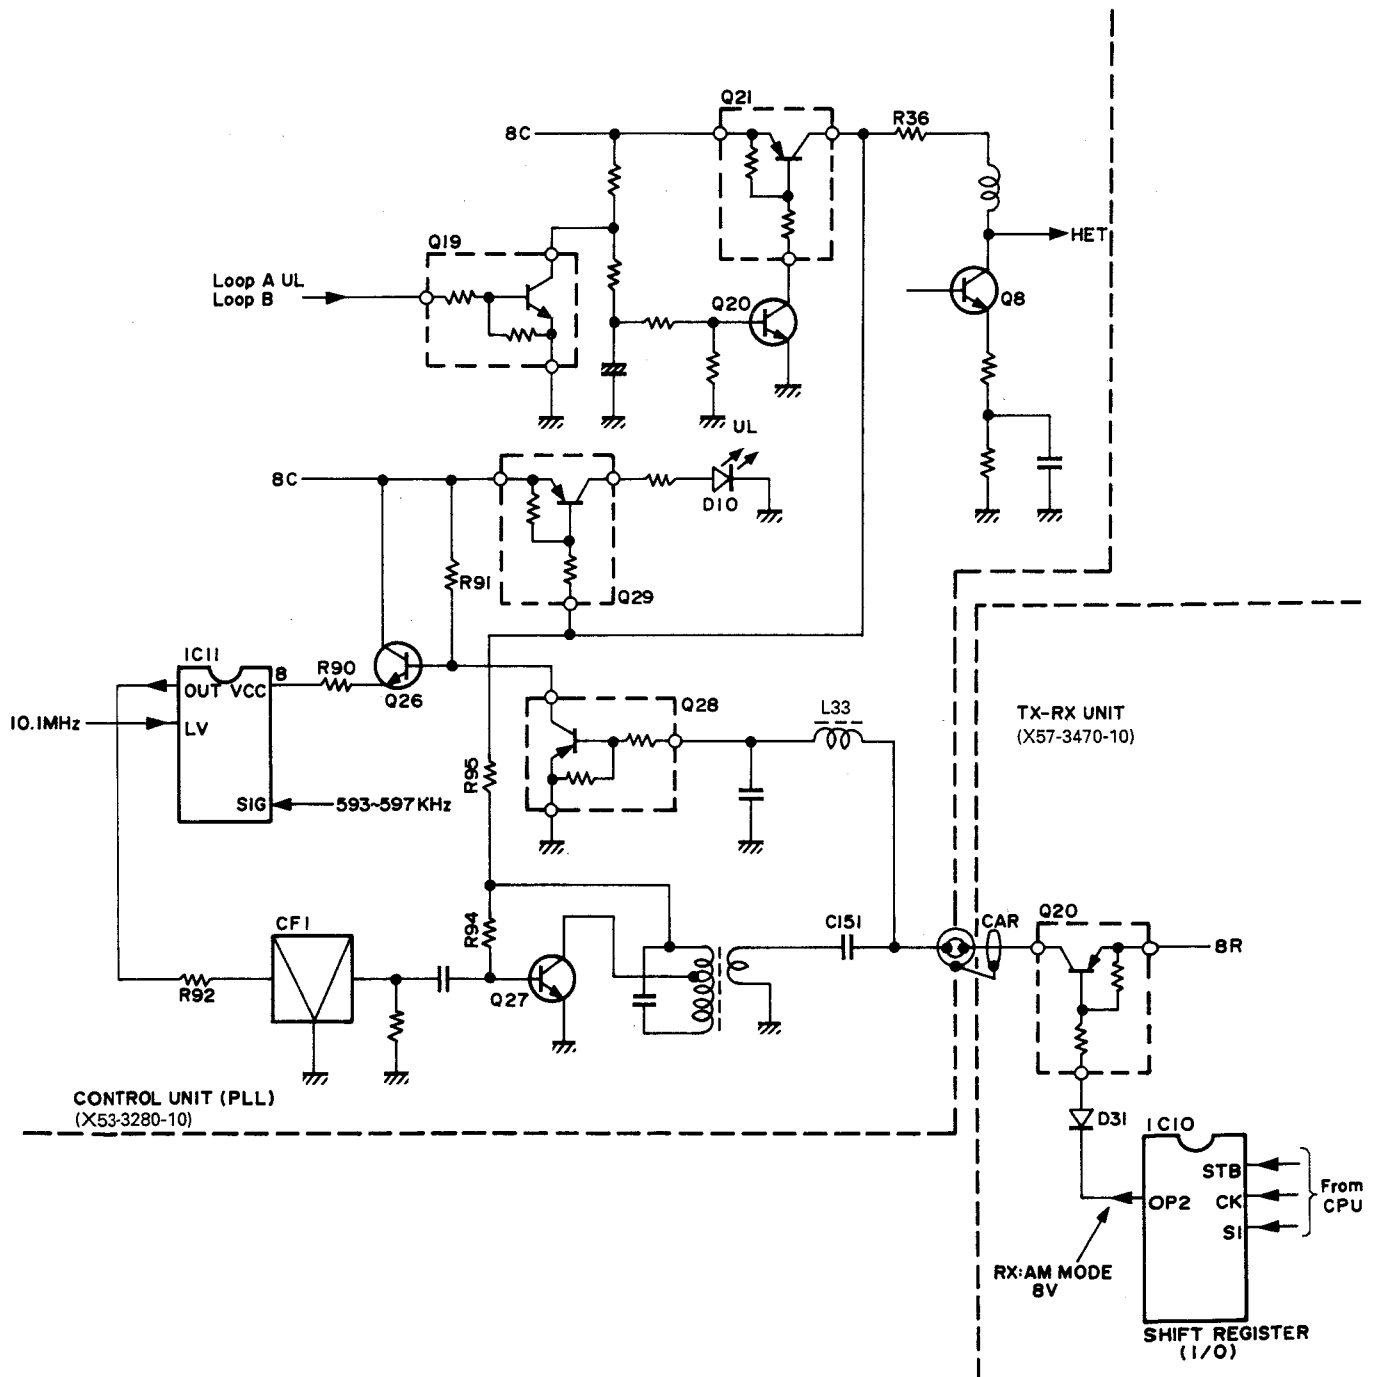 Q21
8C
R36
Q19
HET
Loop A UL
Loop B
Q20
Q8
UL
8C
D10
R91
Q29
IC11
R90
8
OUT VCC
Q26
Q28
L33
TX-RX UNIT
(X57-3470-10)
10.1MHz
LV
R95
SIG
593~597KHz
CF1
R94
C151
CAR
Q20
8R
R92
Q27
CONTROL UNIT (PLL)
(X53-3280-10)
D31
IC10
STB
From
CPU
OP2
CK
SI
RX:AM MODE
8V
SHIFT REGISTER
(I/O)